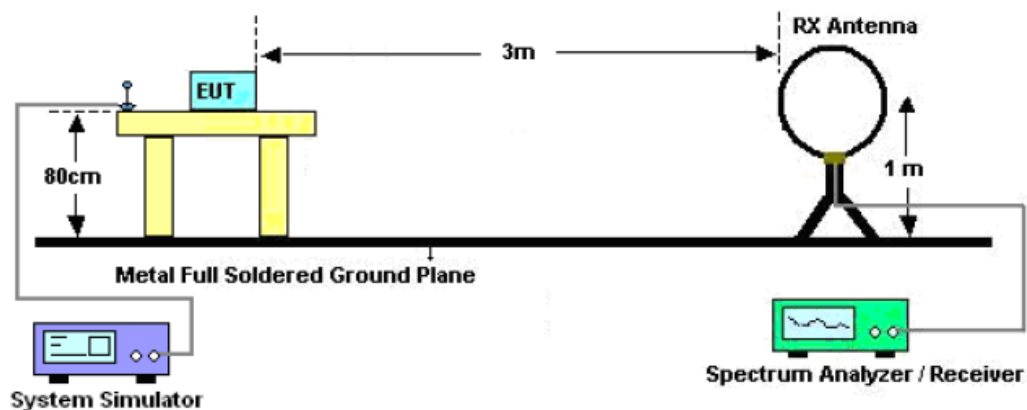 RX Antenna
3m
EUT
80cm
1 m
Metal Full Soldered Ground Plane
System Simulator
Spectrum Analyzer / Receiver